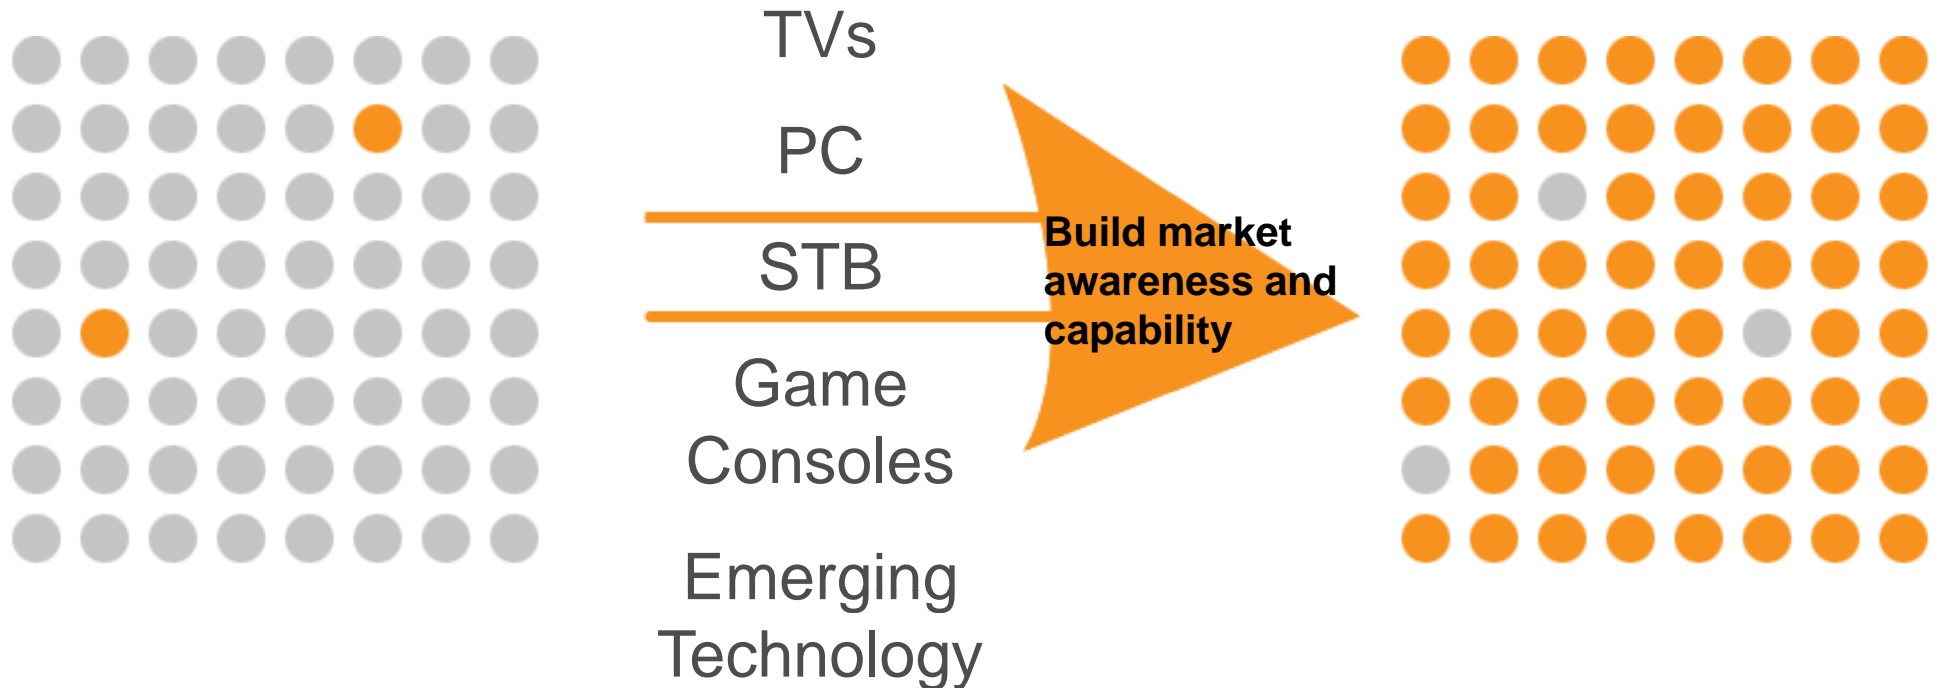 TVs
PC
STB
Game
Consoles
Emerging
Technology
Build market
awareness and
capability